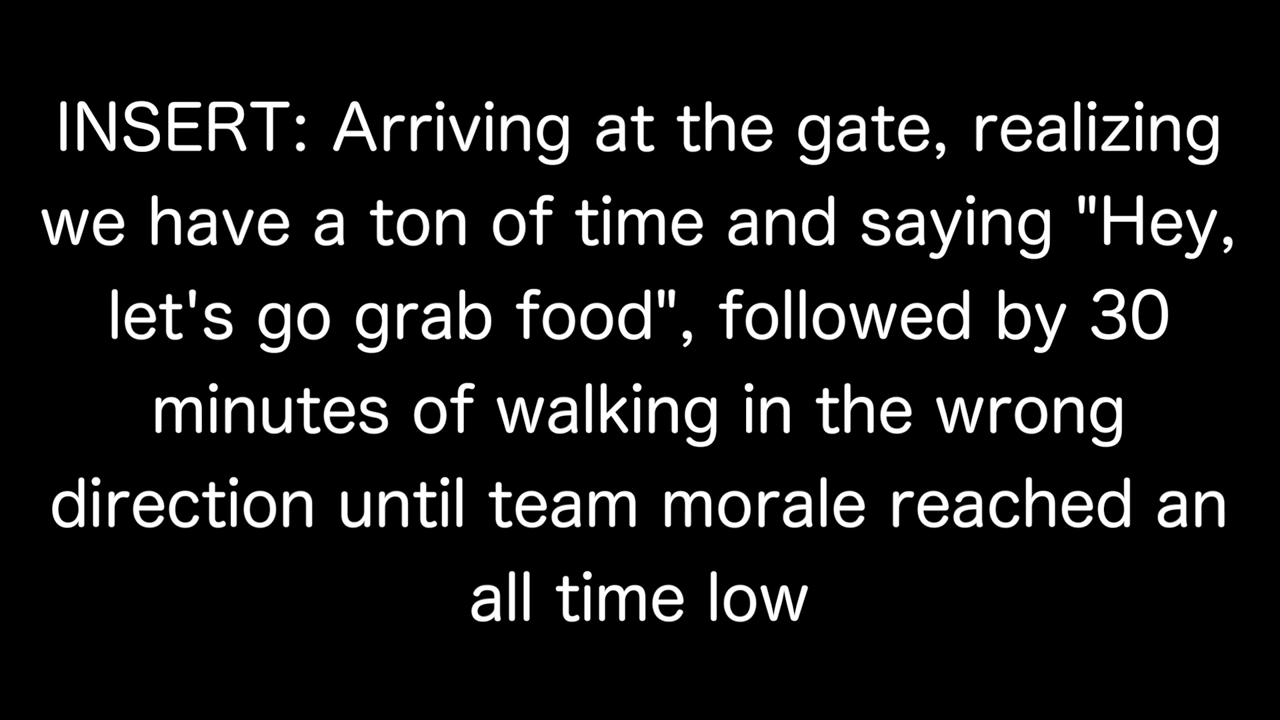 INSERT: Arriving at the gate, realizing
we have a ton of time and saying "Hey,
let's go grab food", followed by 30
minutes of walking in the wrong
direction until team morale reached an
all time low